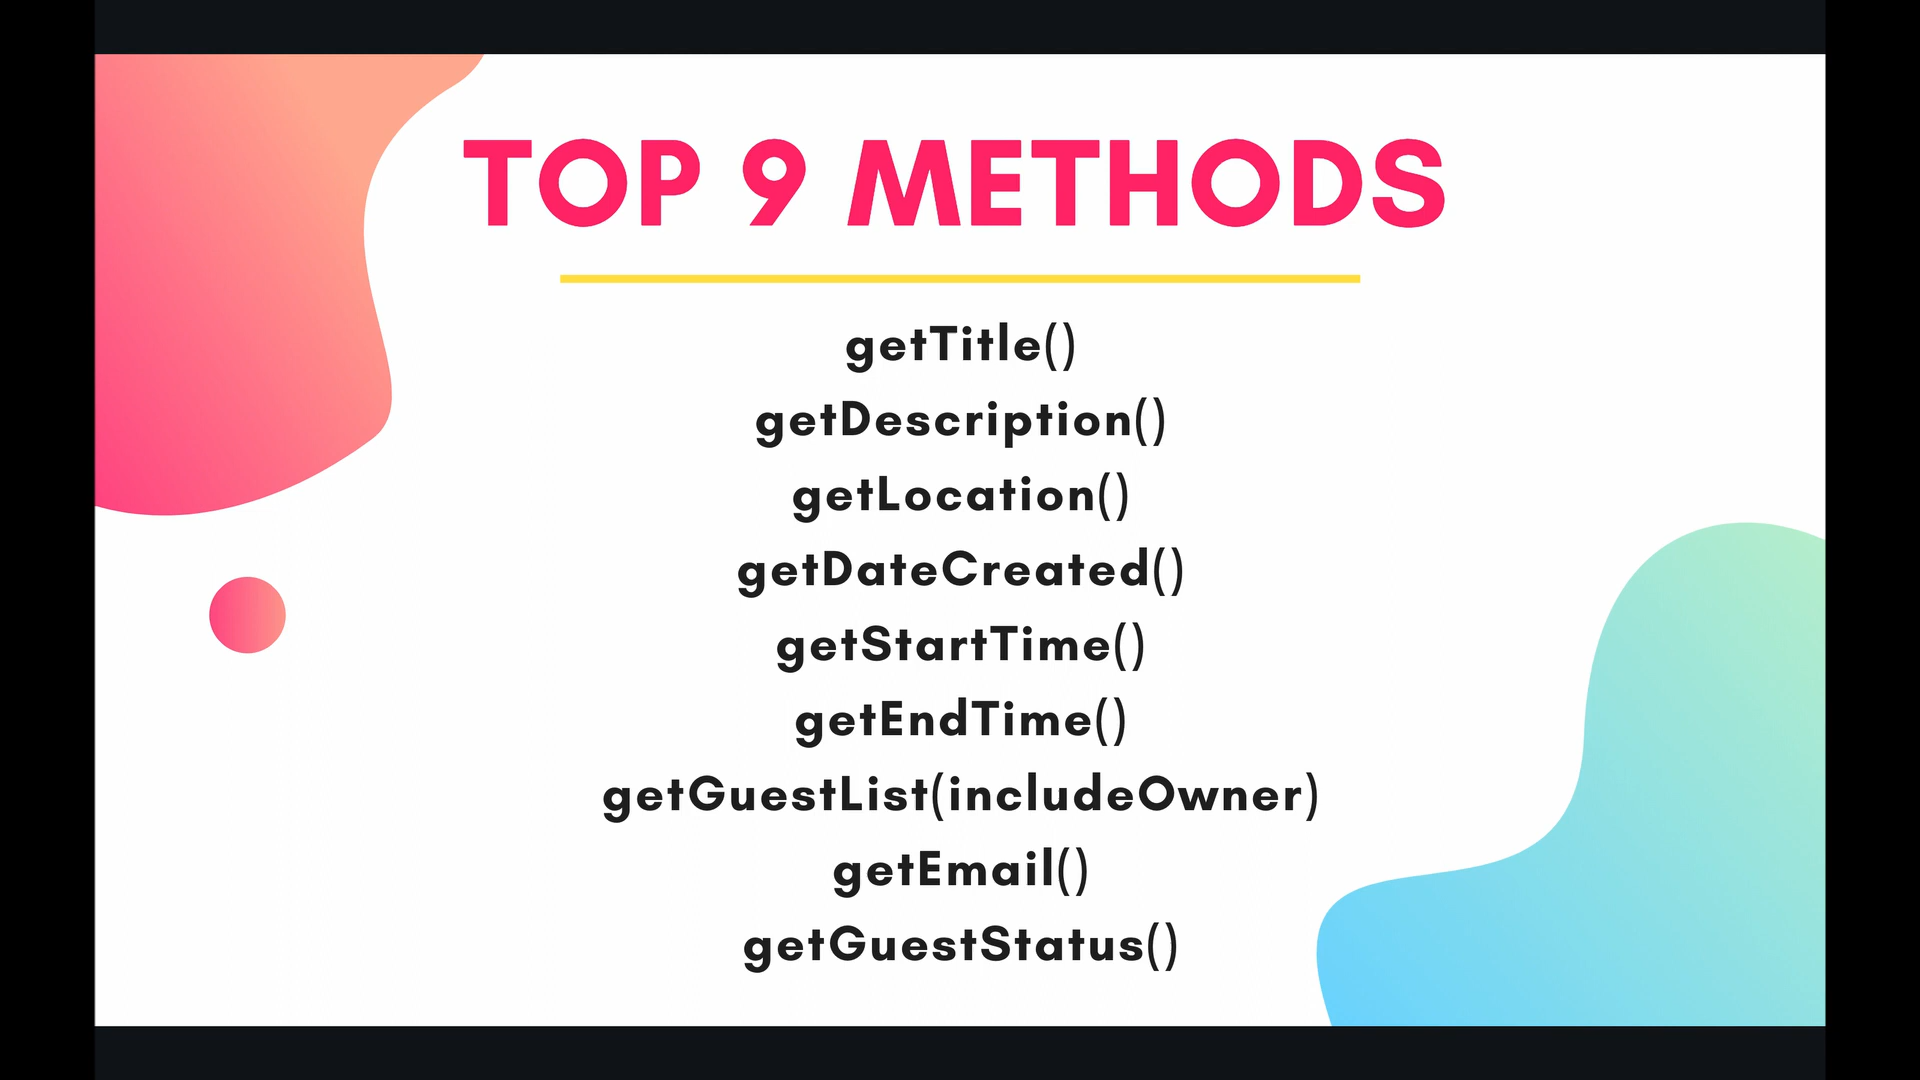 TOP 9 METHODS
getTitle()
getDescription()
getLocation()
getDateCreated()
getStartTime()
getEndTime()
getGuestList(includeOwner)
getEmail()
getGuestStatus()